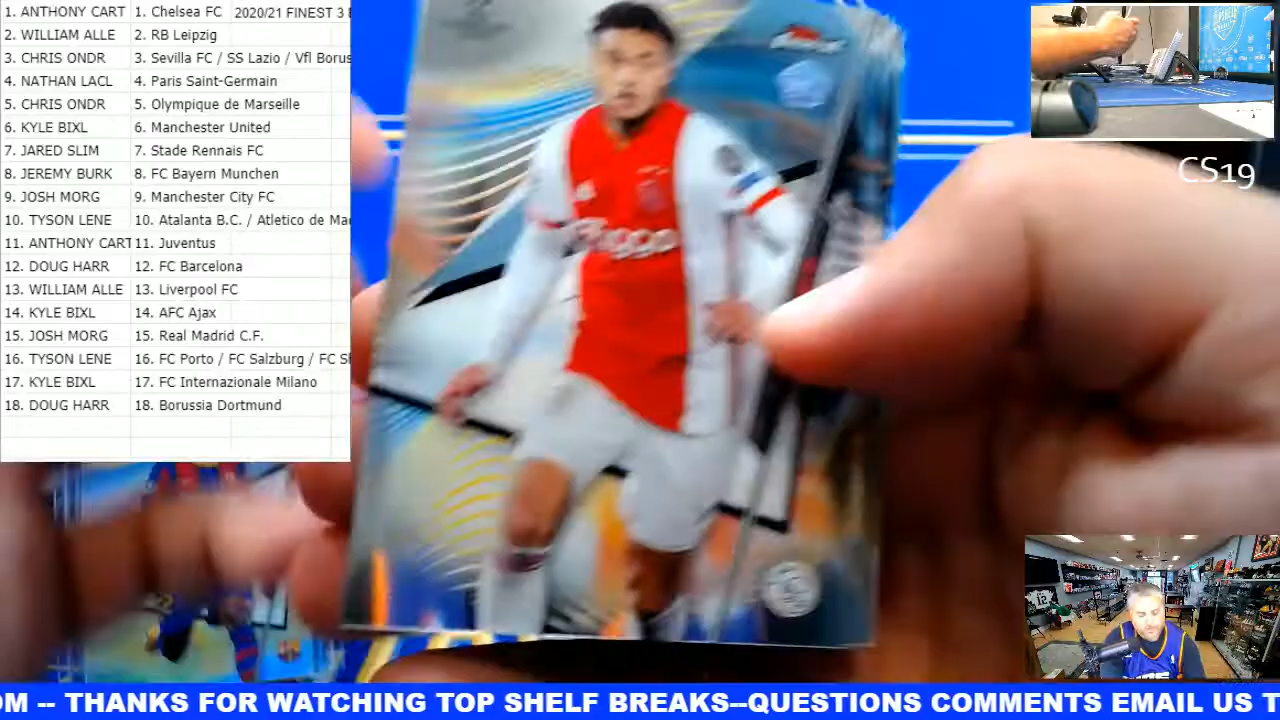 1. ANTHONY CART 1. Chelsea FC 2020/21 FINEST 3
2. WILLIAM ALLE 2. RB Leipzig
3. CHRIS ONDR 3. Sevilla FC / SS Lazio / Vfl Borus
4. NATHAN LACL 4. Paris Saint-Germain
5. CHRIS ONDR 5. Olympique de Marseille
6. KYLE BIXL 6. Manchester United
7. JARED SLIM 7. Stade Rennais FC
8. JEREMY BURK 8. FC Bayern Munchen
9. JOSH MORG 9. Manchester City FC
10. TYSON LENE 10. Atalanta B.C. / Atletico de Ma
11. ANTHONY CART 11. Juventus
12. DOUG HARR 12. FC Barcelona
13. WILLIAM ALLE 13. Liverpool FC
14. KYLE BIXL 14. AFC Ajax
15. JOSH MORG 15. Real Madrid C.F.
16. TYSON LENE 16. FC Porto / FC Salzburg / FC S
17. KYLE BIXL 17. FC Internazionale Milano
18. DOUG HARR 18. Borussia Dortmund
CS19
Ziggo
OM -- THANKS FOR WATCHING TOP SHELF BREAKS--QUESTIONS COMMENTS EMAIL US T